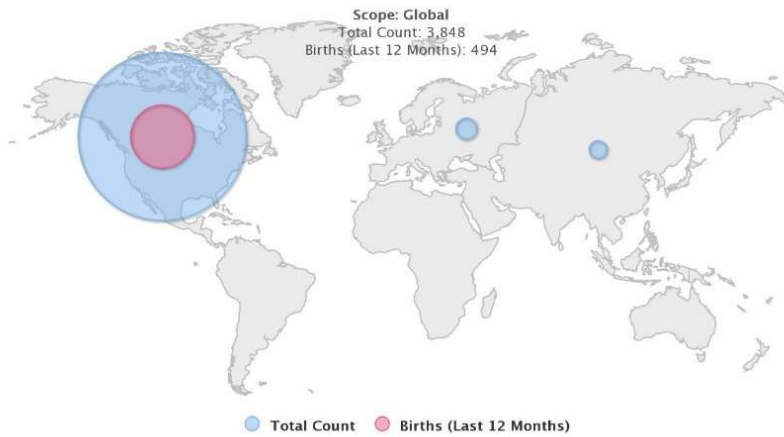 Scope: Global
Total Count: 3,848
Births (Last 12 Months): 494
Total Count Births (Last 12 Months)